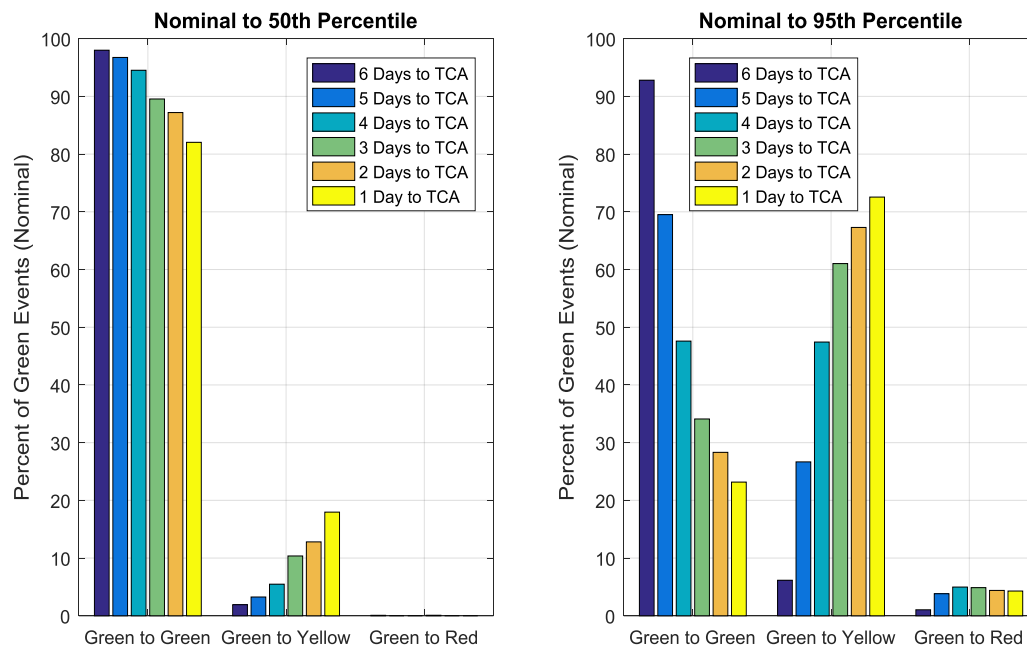 Nominal to 50th Percentile
Percent of Green Events (Nominal)
100
90
80
70
60
50
40
30
20
10
0
6 Days to TCA
5 Days to TCA
4 Days to TCA
3 Days to TCA
2 Days to TCA
1 Day to TCA
Green to Green
Green to Yellow
Green to Red
Nominal to 95th Percentile
Percent of Green Events (Nominal)
100
90
80
70
60
50
40
30
20
10
0
6 Days to TCA
5 Days to TCA
4 Days to TCA
3 Days to TCA
2 Days to TCA
1 Day to TCA
Green to Green
Green to Yellow
Green to Red